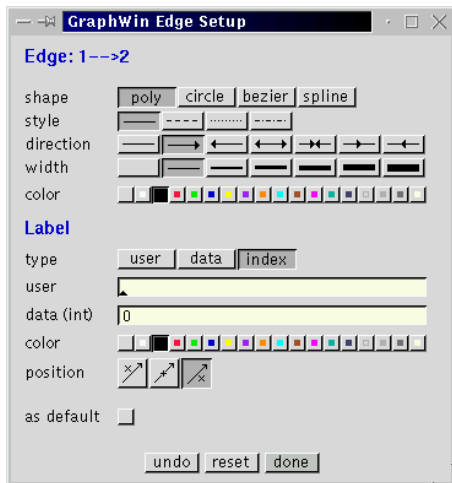 GraphWin Edge Setup
Edge: 1-->2
shape poly circle bezier spline
style
direction
width
color
Label
type user data index
user
data (int) 0
color
position
as default
undo reset done